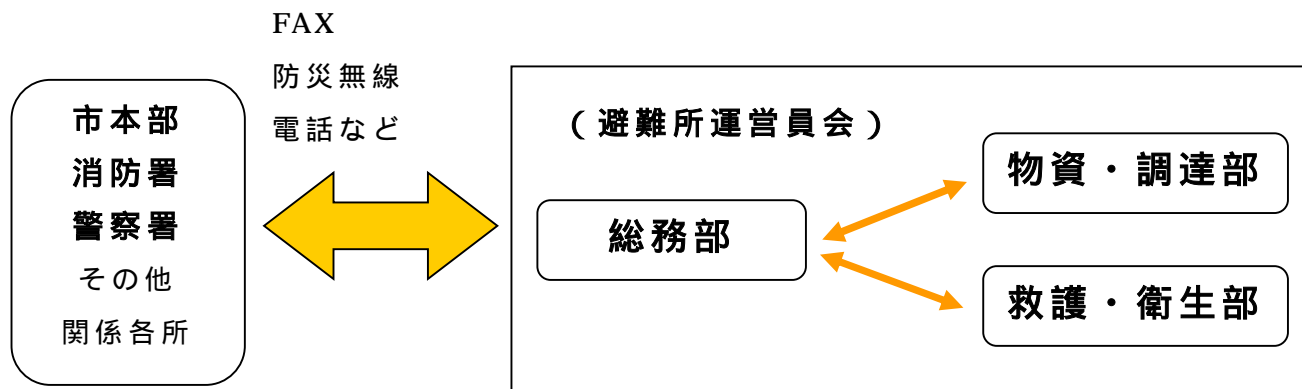 FAX
防災無線
電話など
市本部
消防署
警察署
その他
関係各所
（避難所運営員会）
総務部
物資・調達部
救護・衛生部